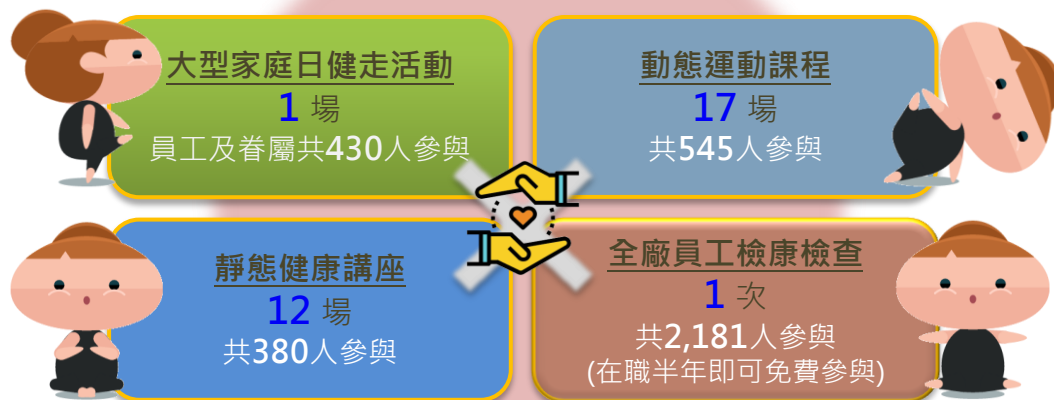 大型家庭日健走活動
1 場
員工及眷屬共430人參與
動態運動課程
17 場
共545人參與
靜態健康講座
12 場
共380人參與
全廠員工檢康檢查
1 次
共2,181人參與
(在職半年即可免費參與)